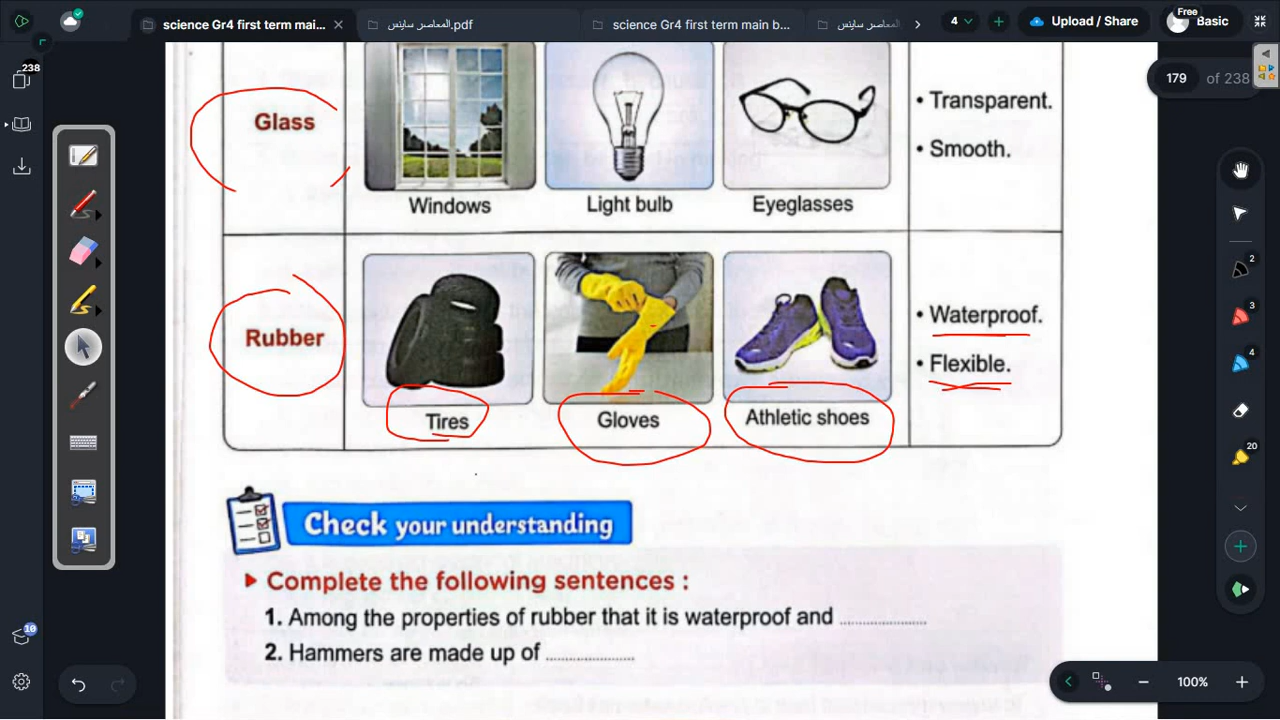 science Gr4 first term mai...
المعاصر ساينس.pdf
science Gr4 first term main b...
المعاصر ساينس
4
Upload / Share
Free
Basic
238
179 of 238
Glass
Windows
Light bulb
Eyeglasses
• Transparent.
• Smooth.
Rubber
Tires
Gloves
Athletic shoes
• Waterproof.
• Flexible.
Check your understanding
Complete the following sentences :
1. Among the properties of rubber that it is waterproof and ......................
2. Hammers are made up of ......................
2
3
4
20
10
100%